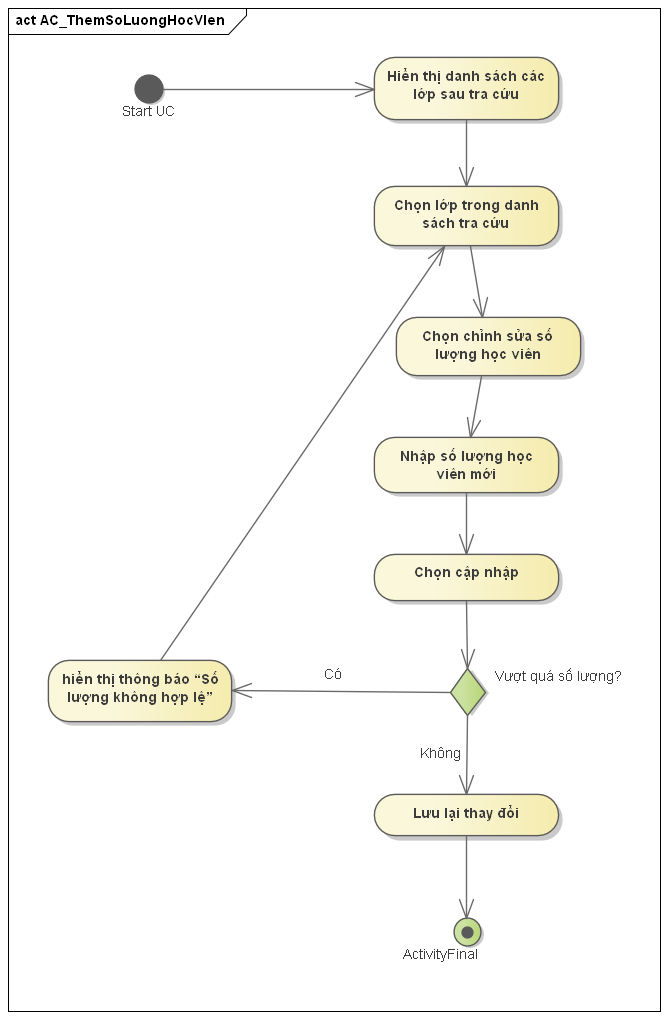 act AC_ThemSoLuongHocVIen
Start UC
Hiển thị danh sách các
lớp sau tra cứu
Chọn lớp trong danh
sách tra cứu
Chọn chỉnh sửa số
lượng học viên
Nhập số lượng học
viên mới
Chọn cập nhập
Vượt quá số lượng?
Có
hiển thị thông báo “Số
lượng không hợp lệ”
Không
Lưu lại thay đổi
ActivityFinal